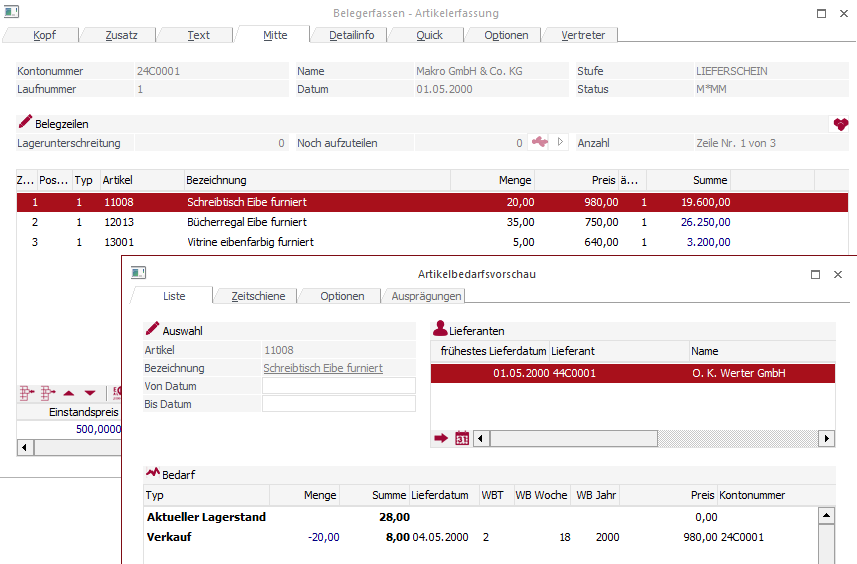 Belegerfassen - Artikelerfassung
Kopf Zusatz Text Mitte Detailinfo Quick Optionen Vertreter
Kontonummer 24C0001 Name Makro GmbH & Co. KG Stufe LIEFERSCHEIN
Laufnummer 1 Datum 01.05.2000 Status M*MM
Belegzeilen
Lagerunterschreitung 0 Noch aufzuteilen 0 Anzahl Zeile Nr. 1 von 3
Z... Pos... Typ Artikel Bezeichnung Menge Preis ä... Summe
1 1 11008 Schreibtisch Eibe furniert 20,00 980,00 1 19.600,00
2 1 12013 Bücherregal Eibe furniert 35,00 750,00 1 26.250,00
3 1 13001 Vitrine eibenfarbig furniert 5,00 640,00 1 3.200,00
Einstandspreis
500,0000
Artikelbedarfsvorschau
Liste Zeitschiene Optionen Ausprägungen
Auswahl
Artikel 11008
Bezeichnung Schreibtisch Eibe furniert
Von Datum
Bis Datum
Lieferanten
frühestes Lieferdatum Lieferant Name
01.05.2000 44C0001 O. K. Werter GmbH
31
Bedarf
Typ Menge Summe Lieferdatum WBT WB Woche WB Jahr Preis Kontonummer
Aktueller Lagerstand 28,00 0,00
Verkauf -20,00 8,00 04.05.2000 2 18 2000 980,00 24C0001